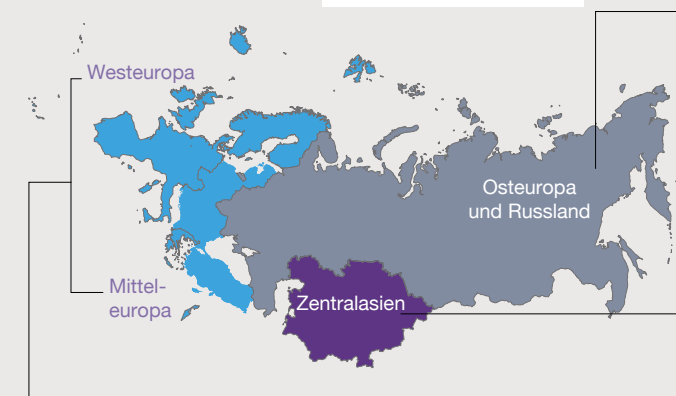 Westeuropa
Osteuropa
und Russland
Mittel-
europa
Zentralasien